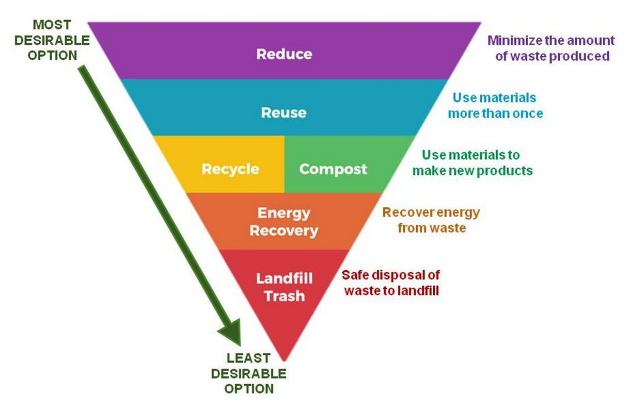 MOST
DESIRABLE
OPTION
Reduce
Minimize the amount
of waste produced
Reuse
Use materials
more than once
Recycle
Compost
Use materials to
make new products
Energy
Recovery
Recover energy
from waste
Landfill
Trash
Safe disposal of
waste to landfill
LEAST
DESIRABLE
OPTION